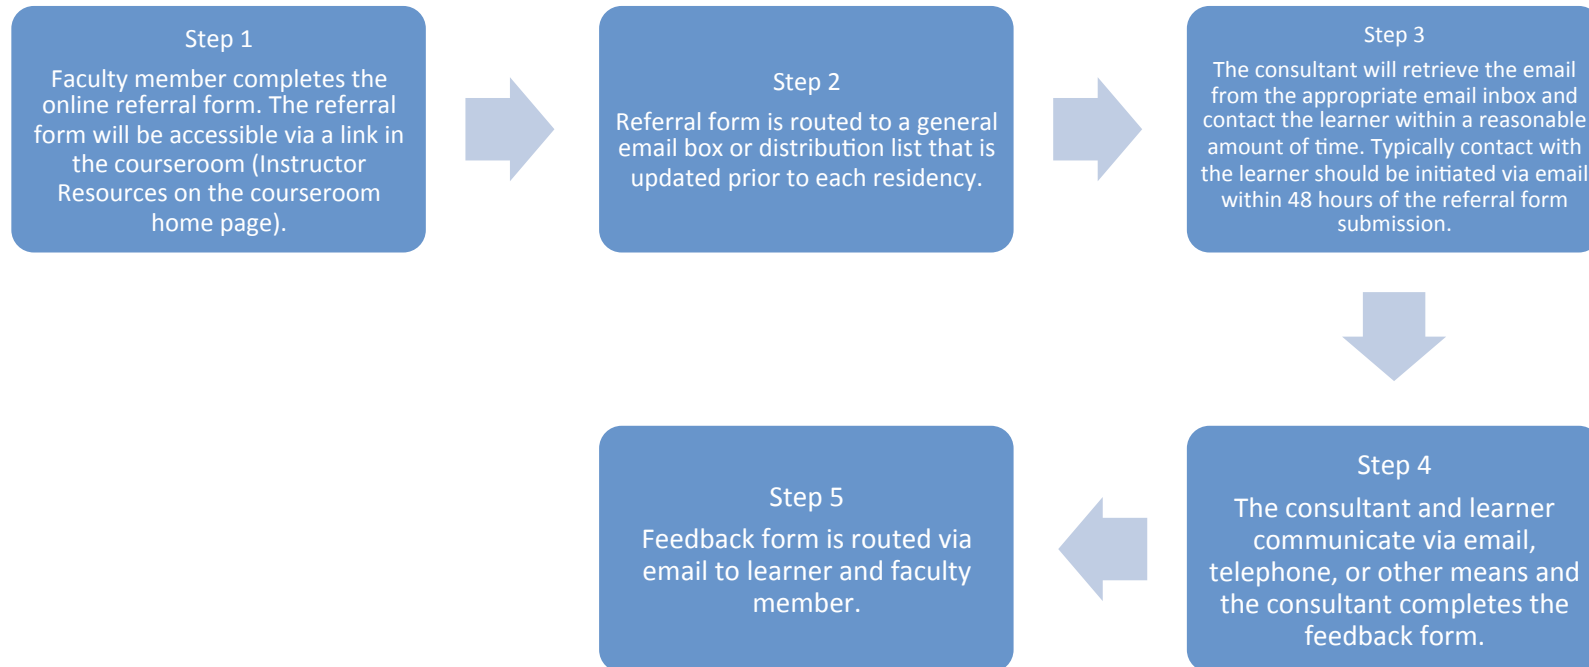 Step 1
Faculty member completes the
online referral form. The referral
form will be accessible via a link in
the courseroom (Instructor
Resources on the courseroom
home page).
Step 2
Referral form is routed to a general
email box or distribution list that is
updated prior to each residency.
Step 3
The consultant will retrieve the email
from the appropriate email inbox and
contact the learner within a reasonable
amount of time. Typically contact with
the learner should be initiated via email
within 48 hours of the referral form
submission.
Step 4
The consultant and learner
communicate via email,
telephone, or other means and
the consultant completes the
feedback form.
Step 5
Feedback form is routed via
email to learner and faculty
member.